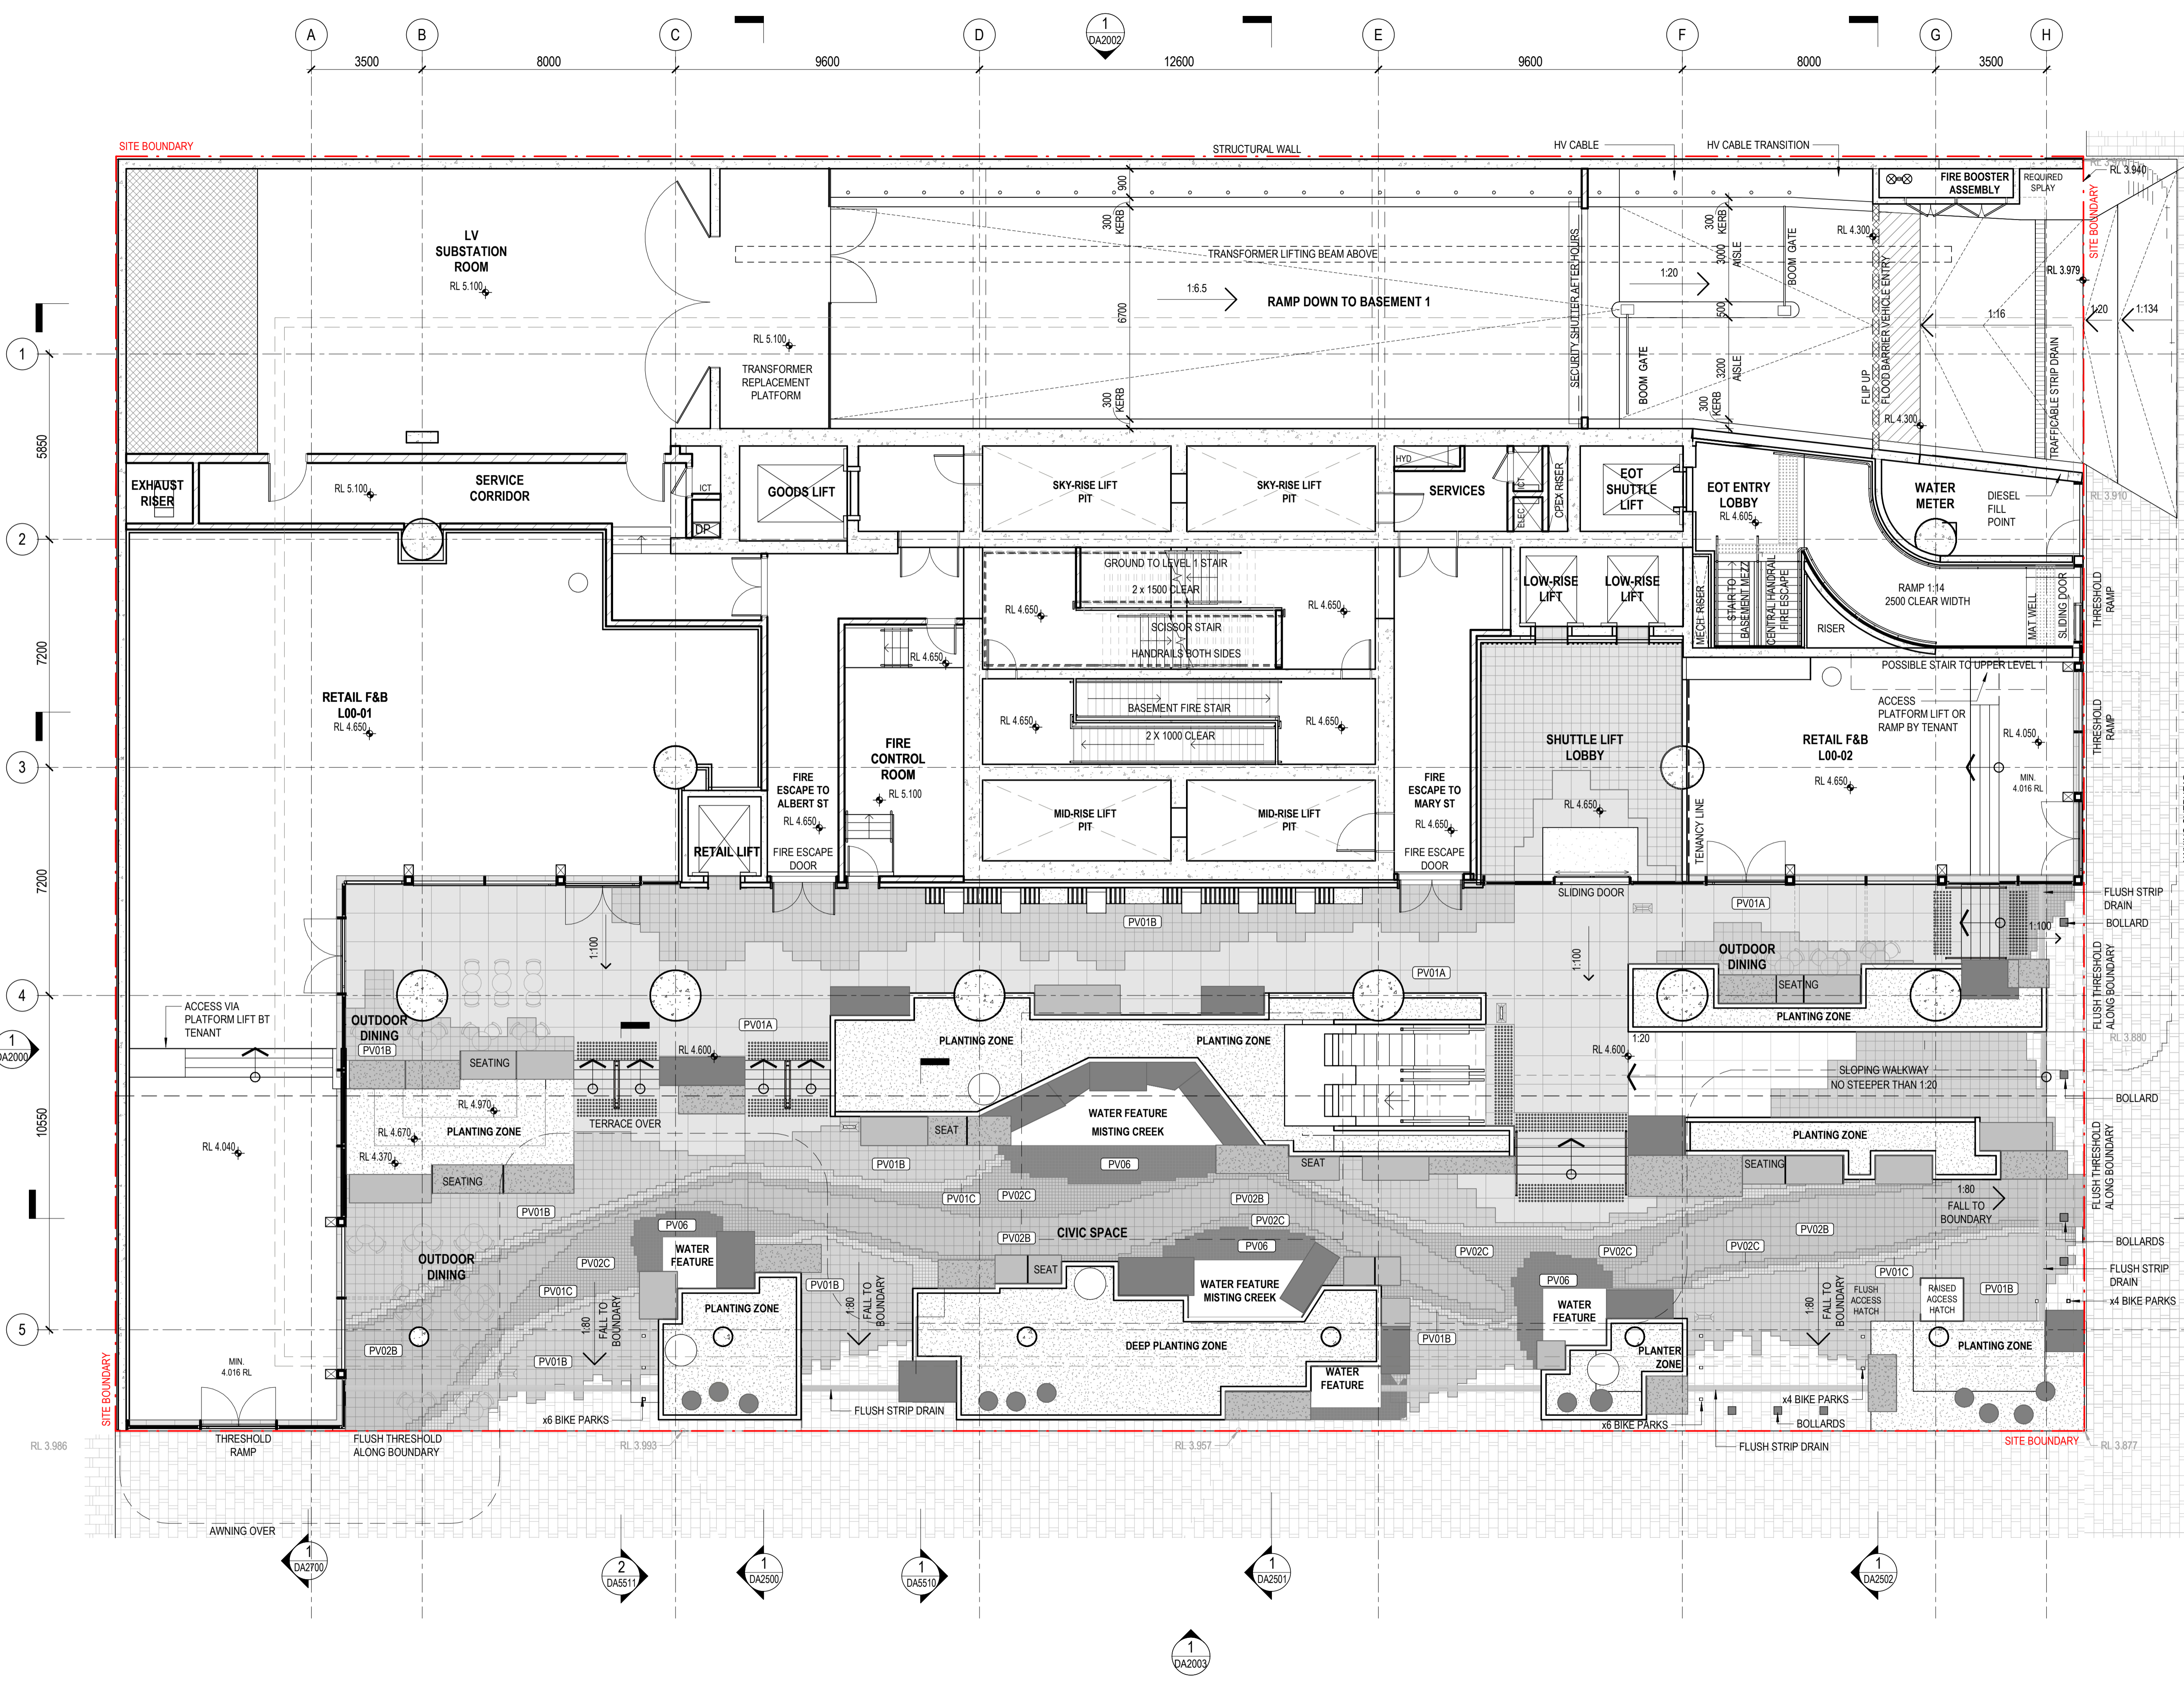 A
B
C
D
1
DA2002
E
F
G
H
3500
8000
9600
12600
9600
8000
3500
SITE BOUNDARY
STRUCTURAL WALL
HV CABLE
HV CABLE TRANSITION
RL 3.940
FIRE BOOSTER
ASSEMBLY
REQUIRED
SPLAY
SITE BOUNDARY
900
300
KERB
300
KERB
LV
SUBSTATION
ROOM
RL 5.100
TRANSFORMER LIFTING BEAM ABOVE
SECURITY SHUTTER AFTER HOURS
3000
AISLE
BOOM GATE
RL 4.300
RL 3.979
1:20
1:6.5
RAMP DOWN TO BASEMENT 1
6700
500
FLIP UP
FLOOD BARRIER VEHICLE ENTRY
1:16
1:20
1:134
1
RL 5.100
TRANSFORMER
REPLACEMENT
PLATFORM
3200
AISLE
BOOM GATE
TRAFFICABLE STRIP DRAIN
300
KERB
300
KERB
RL 4.300
5850
EXHAUST
RISER
RL 5.100
SERVICE
CORRIDOR
ICT
DP
GOODS LIFT
SKY-RISE LIFT
PIT
SKY-RISE LIFT
PIT
HYD
SERVICES
ICT
ELEC
CPEX RISER
EOT
SHUTTLE
LIFT
EOT ENTRY
LOBBY
RL 4.605
WATER
METER
DIESEL
FILL
POINT
RL 3.910
2
GROUND TO LEVEL 1 STAIR
2 x 1500 CLEAR
RL 4.650
RL 4.650
SCISSOR STAIR
HANDRAILS BOTH SIDES
LOW-RISE
LIFT
LOW-RISE
LIFT
MECH RISER
STAIR TO
BASEMENT MEZZ
CENTRAL HANDRAIL
FIRE ESCAPE
RAMP 1:14
2500 CLEAR WIDTH
RISER
MAT WELL
SLIDING DOOR
THRESHOLD
RAMP
7200
RL 4.650
POSSIBLE STAIR TO UPPER LEVEL 1
RETAIL F&B
L00-01
RL 4.650
RL 4.650
BASEMENT FIRE STAIR
RL 4.650
2 X 1000 CLEAR
ACCESS
PLATFORM LIFT OR
RAMP BY TENANT
THRESHOLD
RAMP
RL 4.050
FIRE
CONTROL
ROOM
RL 5.100
SHUTTLE LIFT
LOBBY
RL 4.650
RETAIL F&B
L00-02
RL 4.650
MIN.
4.016 RL
3
FIRE
ESCAPE TO
ALBERT ST
RL 4.650
FIRE ESCAPE
DOOR
MID-RISE LIFT
PIT
MID-RISE LIFT
PIT
FIRE
ESCAPE TO
MARY ST
RL 4.650
FIRE ESCAPE
DOOR
TENANCY LINE
RETAIL LIFT
7200
SLIDING DOOR
FLUSH STRIP
DRAIN
BOLLARD
PV01B
PV01A
1:100
1:100
1:100
OUTDOOR
DINING
PV01A
SEATING
FLUSH THRESHOLD
ALONG BOUNDARY
4
ACCESS VIA
PLATFORM LIFT BT
TENANT
OUTDOOR
DINING
PV01B
PV01A
PLANTING ZONE
PLANTING ZONE
PLANTING ZONE
RL 3.880
1
DA2000
SEATING
RL 4.600
RL 4.600
1:20
SLOPING WALKWAY
NO STEEPER THAN 1:20
BOLLARD
RL 4.970
RL 4.670
PLANTING ZONE
RL 4.370
TERRACE OVER
SEAT
WATER FEATURE
MISTING CREEK
PLANTING ZONE
FLUSH THRESHOLD
ALONG BOUNDARY
10550
RL 4.040
SEATING
PV01B
PV06
SEAT
SEATING
PV01B
PV01C
PV02C
PV02B
PV02C
1:80
FALL TO
BOUNDARY
PV06
CIVIC SPACE
PV02B
PV02B
BOLLARDS
OUTDOOR
DINING
PV02C
WATER
FEATURE
PV06
PV02C
PV02C
PV02C
FLUSH STRIP
DRAIN
PV01C
PV01B
SEAT
WATER FEATURE
MISTING CREEK
PV06
PV01C
PV01B
x4 BIKE PARKS
1:80
FALL TO
BOUNDARY
PLANTING ZONE
1:80
FALL TO
BOUNDARY
WATER
FEATURE
1:80
FALL TO
BOUNDARY
FLUSH
ACCESS
HATCH
RAISED
ACCESS
HATCH
5
PV02B
PV01B
DEEP PLANTING ZONE
PV01B
PLANTER
ZONE
PLANTING ZONE
MIN.
4.016 RL
WATER
FEATURE
SITE BOUNDARY
x6 BIKE PARKS
FLUSH STRIP DRAIN
x6 BIKE PARKS
x4 BIKE PARKS
BOLLARDS
RL 3.986
THRESHOLD
RAMP
FLUSH THRESHOLD
ALONG BOUNDARY
RL 3.993
RL 3.957
FLUSH STRIP DRAIN
SITE BOUNDARY
RL 3.877
AWNING OVER
1
DA2700
2
DA5511
1
DA2500
1
DA5510
1
DA2501
1
DA2502
1
DA2003